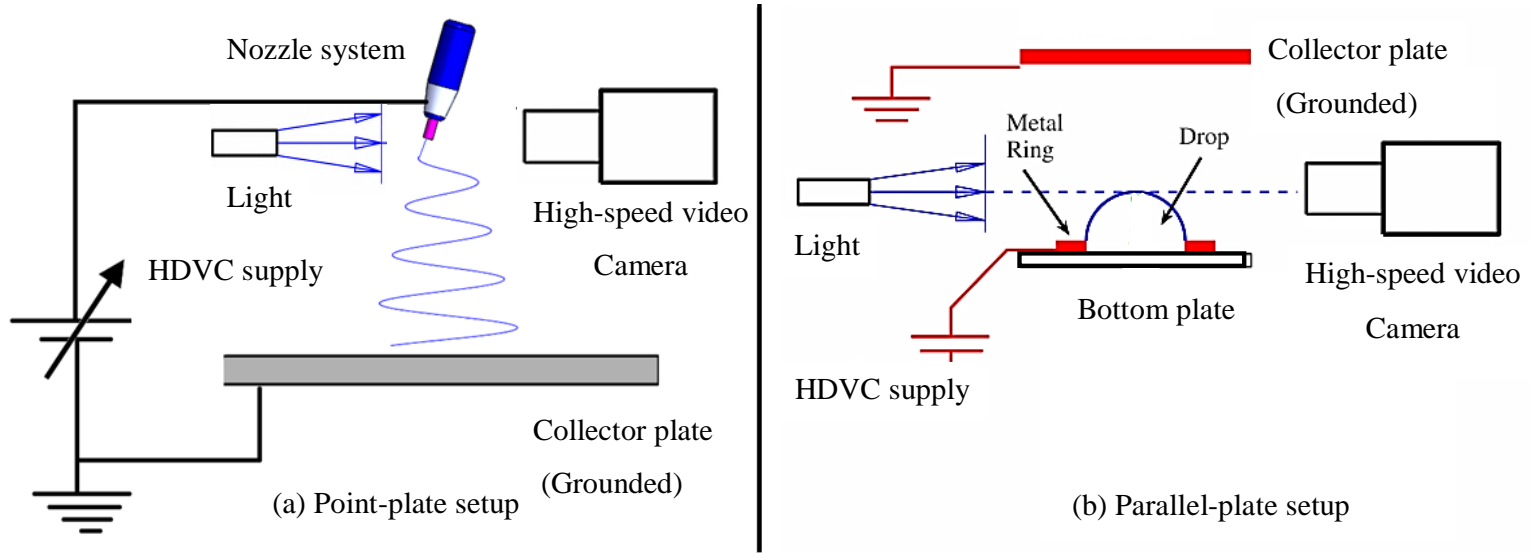 Nozzle system
Light
High-speed video
Camera
HDVC supply
Collector plate
(Grounded)
(a) Point-plate setup
Collector plate
(Grounded)
Metal
Ring
Drop
Light
High-speed video
Camera
Bottom plate
HDVC supply
(b) Parallel-plate setup